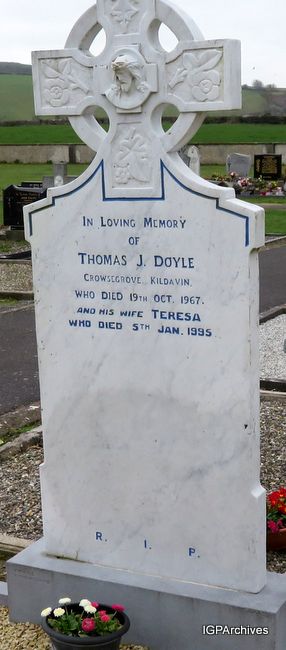 In Loving Memory
of
Thomas J. Doyle
Crowsegrove Kildavin.
who died 19th Oct. 1967.
and his wife Teresa
who died 5th Jan. 1995
R. I. P.
IGPArchives